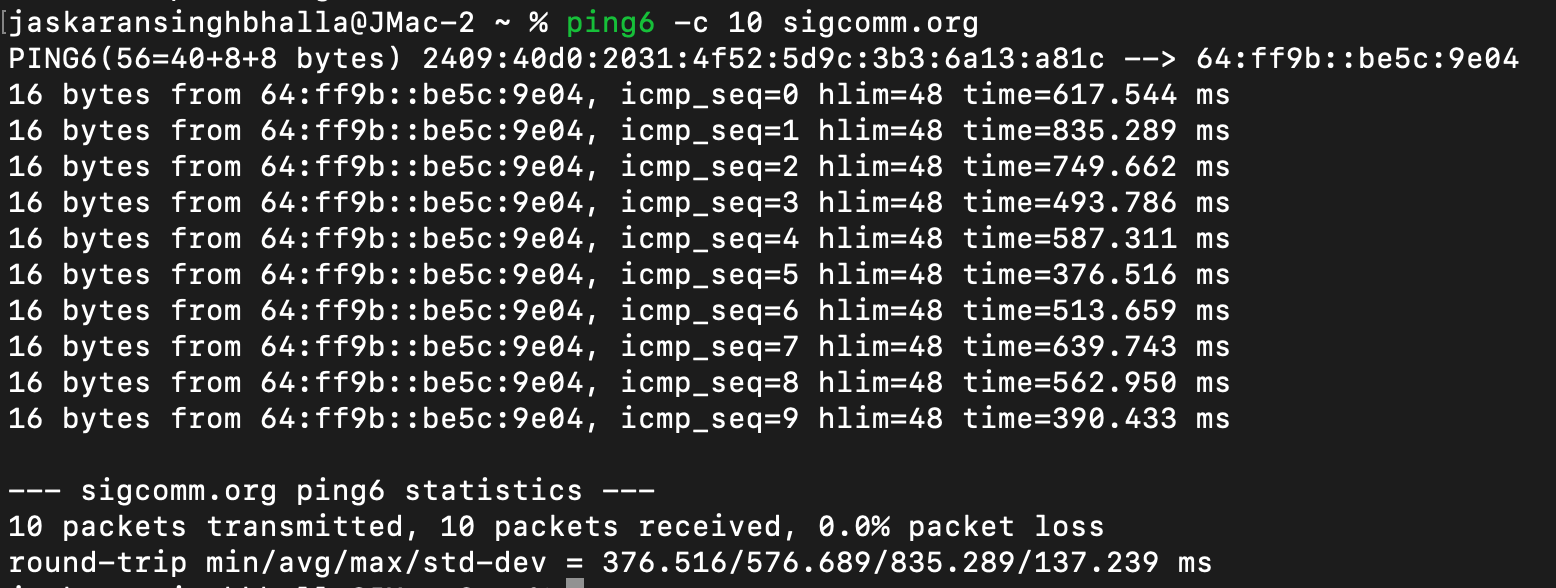 jaskaransinghbhalla@JMac-2 ~ % ping6 -c 10 sigcomm.org
PING6(56=40+8+8 bytes) 2409:40d0:2031:4f52:5d9c:3b3:6a13:a81c --> 64:ff9b::be5c:9e04
16 bytes from 64:ff9b::be5c:9e04, icmp_seq=0 hlim=48 time=617.544 ms
16 bytes from 64:ff9b::be5c:9e04, icmp_seq=1 hlim=48 time=835.289 ms
16 bytes from 64:ff9b::be5c:9e04, icmp_seq=2 hlim=48 time=749.662 ms
16 bytes from 64:ff9b::be5c:9e04, icmp_seq=3 hlim=48 time=493.786 ms
16 bytes from 64:ff9b::be5c:9e04, icmp_seq=4 hlim=48 time=587.311 ms
16 bytes from 64:ff9b::be5c:9e04, icmp_seq=5 hlim=48 time=376.516 ms
16 bytes from 64:ff9b::be5c:9e04, icmp_seq=6 hlim=48 time=513.659 ms
16 bytes from 64:ff9b::be5c:9e04, icmp_seq=7 hlim=48 time=639.743 ms
16 bytes from 64:ff9b::be5c:9e04, icmp_seq=8 hlim=48 time=562.950 ms
16 bytes from 64:ff9b::be5c:9e04, icmp_seq=9 hlim=48 time=390.433 ms
--- sigcomm.org ping6 statistics ---
10 packets transmitted, 10 packets received, 0.0% packet loss
round-trip min/avg/max/std-dev = 376.516/576.689/835.289/137.239 ms